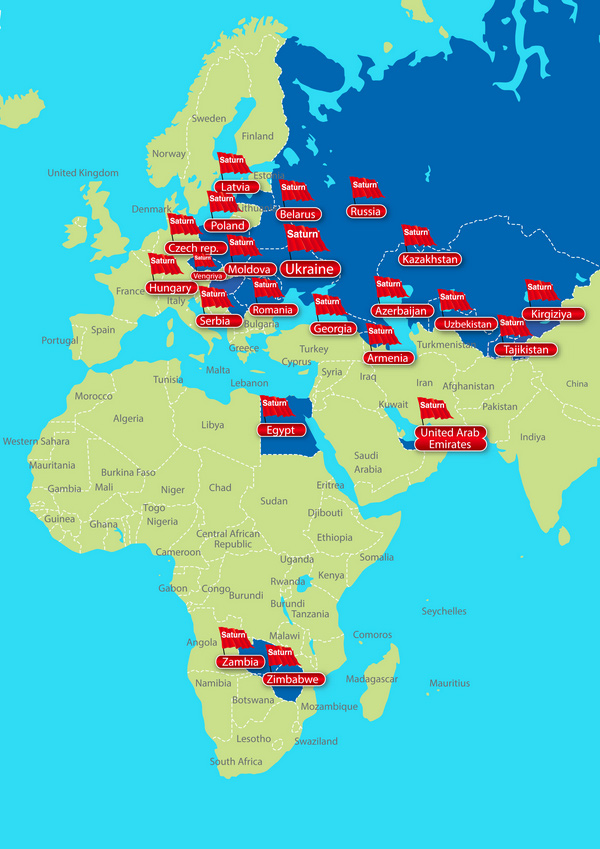 Sweden
Finland
Norway
Saturn
Latvia
Estonia
United Kingdom
Saturn
Belarus
Saturn
Russia
Denmark
Saturn
Poland
Lithuania
Saturn
Czech rep.
Saturn
Moldova
Saturn
Ukraine
Saturn
Kazakhstan
Saturn
Hungary
Saturn
Vengriya
France
Italy
Saturn
Serbia
Saturn
Romania
Saturn
Georgia
Saturn
Azerbaijan
Saturn
Uzbekistan
Saturn
Kirgiziya
Saturn
Tajikistan
Saturn
Armenia
Bulgaria
Spain
Portugal
Greece
Turkey
Turkmenistan
Cyprus
Malta
Syria
Iraq
Iran
Afghanistan
China
Tunisia
Lebanon
Morocco
Algeria
Libya
Saturn
Egypt
Kuwait
Saturn
United Arab
Emirates
Pakistan
Indiya
Western Sahara
Saudi
Arabia
Mauritania
Burkina Faso
Gambia
Mali
Niger
Chad
Sudan
Eritrea
Togo
Nigeria
Djibouti
Guinea
Ghana
Central African
Republic
Ethiopia
Cameroon
Uganda
Somalia
Rwanda
Kenya
Gabon
Congo
Burundi
Burundi
Tanzania
Seychelles
Angola
Saturn
Zambia
Malawi
Comoros
Saturn
Zimbabwe
Madagascar
Mauritius
Namibia
Botswana
Mozambique
Lesotho
Swaziland
South Africa